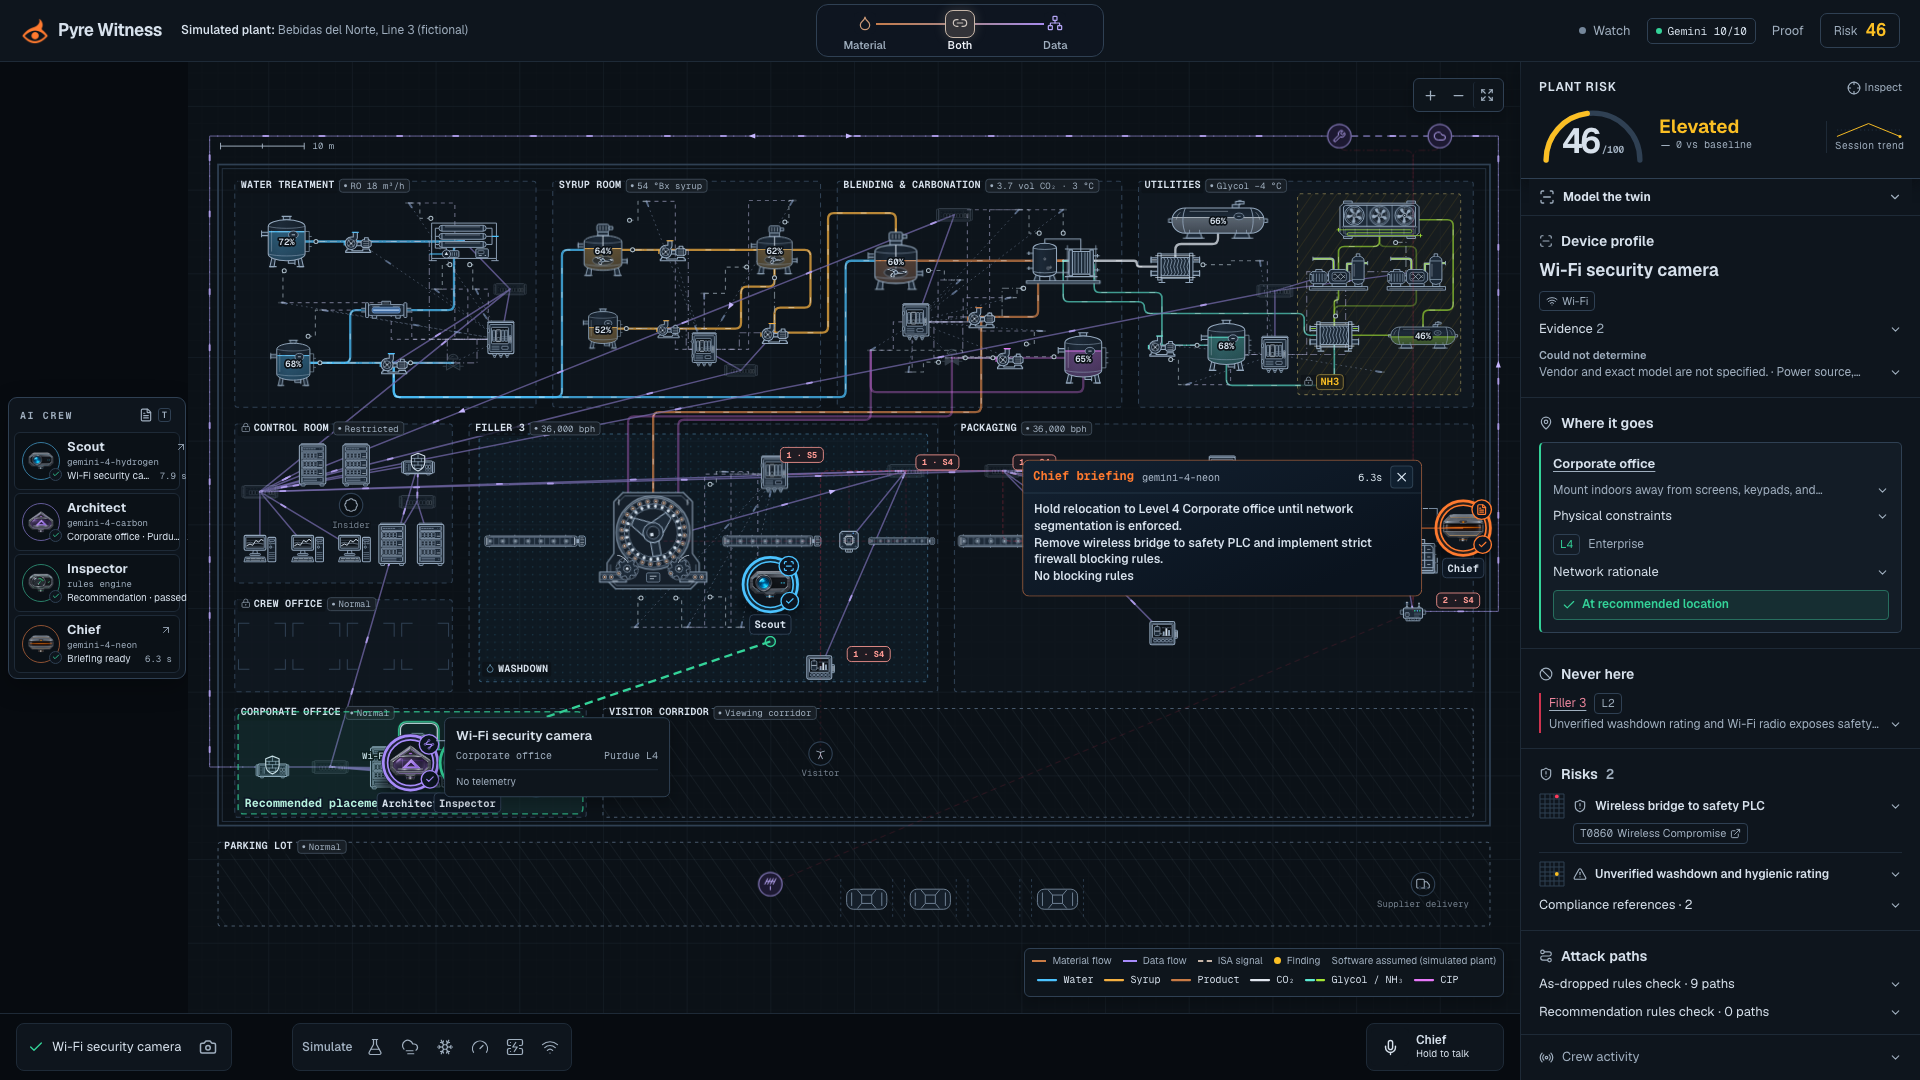 Pyre Witness
Simulated plant: Bebidas del Norte, Line 3 (fictional)
Material
Both
Data
Watch
Gemini 10/10
Proof
Risk 46
10 m
WATER TREATMENT • RO 18 m³/h
SYRUP ROOM • 54 °Bx syrup
BLENDING & CARBONATION • 3.7 vol CO₂ · 3 °C
UTILITIES • Glycol −4 °C
72%
68%
64%
62%
52%
60%
65%
66%
68%
46%
NH3
AI CREW
T
Scout
gemini-4-hydrogen
Wi-Fi security ca… 7.9 s
Architect
gemini-4-carbon
Corporate office · Purdu…
Inspector
rules engine
Recommendation · passed
Chief
gemini-4-neon
Briefing ready 6.3 s
CONTROL ROOM • Restricted
Insider
FILLER 3 • 36,000 bph
1 · S5
1 · S4
PACKAGING • 36,000 bph
Chief briefing gemini-4-neon 6.3s
Hold relocation to Level 4 Corporate office until network
segmentation is enforced.
Remove wireless bridge to safety PLC and implement strict
firewall blocking rules.
No blocking rules
Chief
2 · S4
Scout
1 · S4
WASHDOWN
CREW OFFICE • Normal
CORPORATE OFFICE • Normal
Recommended placeme
Architec
Inspector
Wi-Fi security camera
Corporate office Purdue L4
No telemetry
VISITOR CORRIDOR • Viewing corridor
Visitor
PARKING LOT • Normal
Supplier delivery
Material flow Data flow ISA signal Finding Software assumed (simulated plant)
Water Syrup Product CO₂ Glycol / NH₃ CIP
Wi-Fi security camera
Simulate
Chief
Hold to talk
PLANT RISK
Inspect
46/100
Elevated
— 0 vs baseline
Session trend
Model the twin
Device profile
Wi-Fi security camera
Wi-Fi
Evidence 2
Could not determine
Vendor and exact model are not specified. · Power source,…
Where it goes
Corporate office
Mount indoors away from screens, keypads, and…
Physical constraints
L4 Enterprise
Network rationale
At recommended location
Never here
Filler 3 L2
Unverified washdown rating and Wi-Fi radio exposes safety…
Risks 2
Wireless bridge to safety PLC
T0860 Wireless Compromise
Unverified washdown and hygienic rating
Compliance references · 2
Attack paths
As-dropped rules check · 9 paths
Recommendation rules check · 0 paths
Crew activity